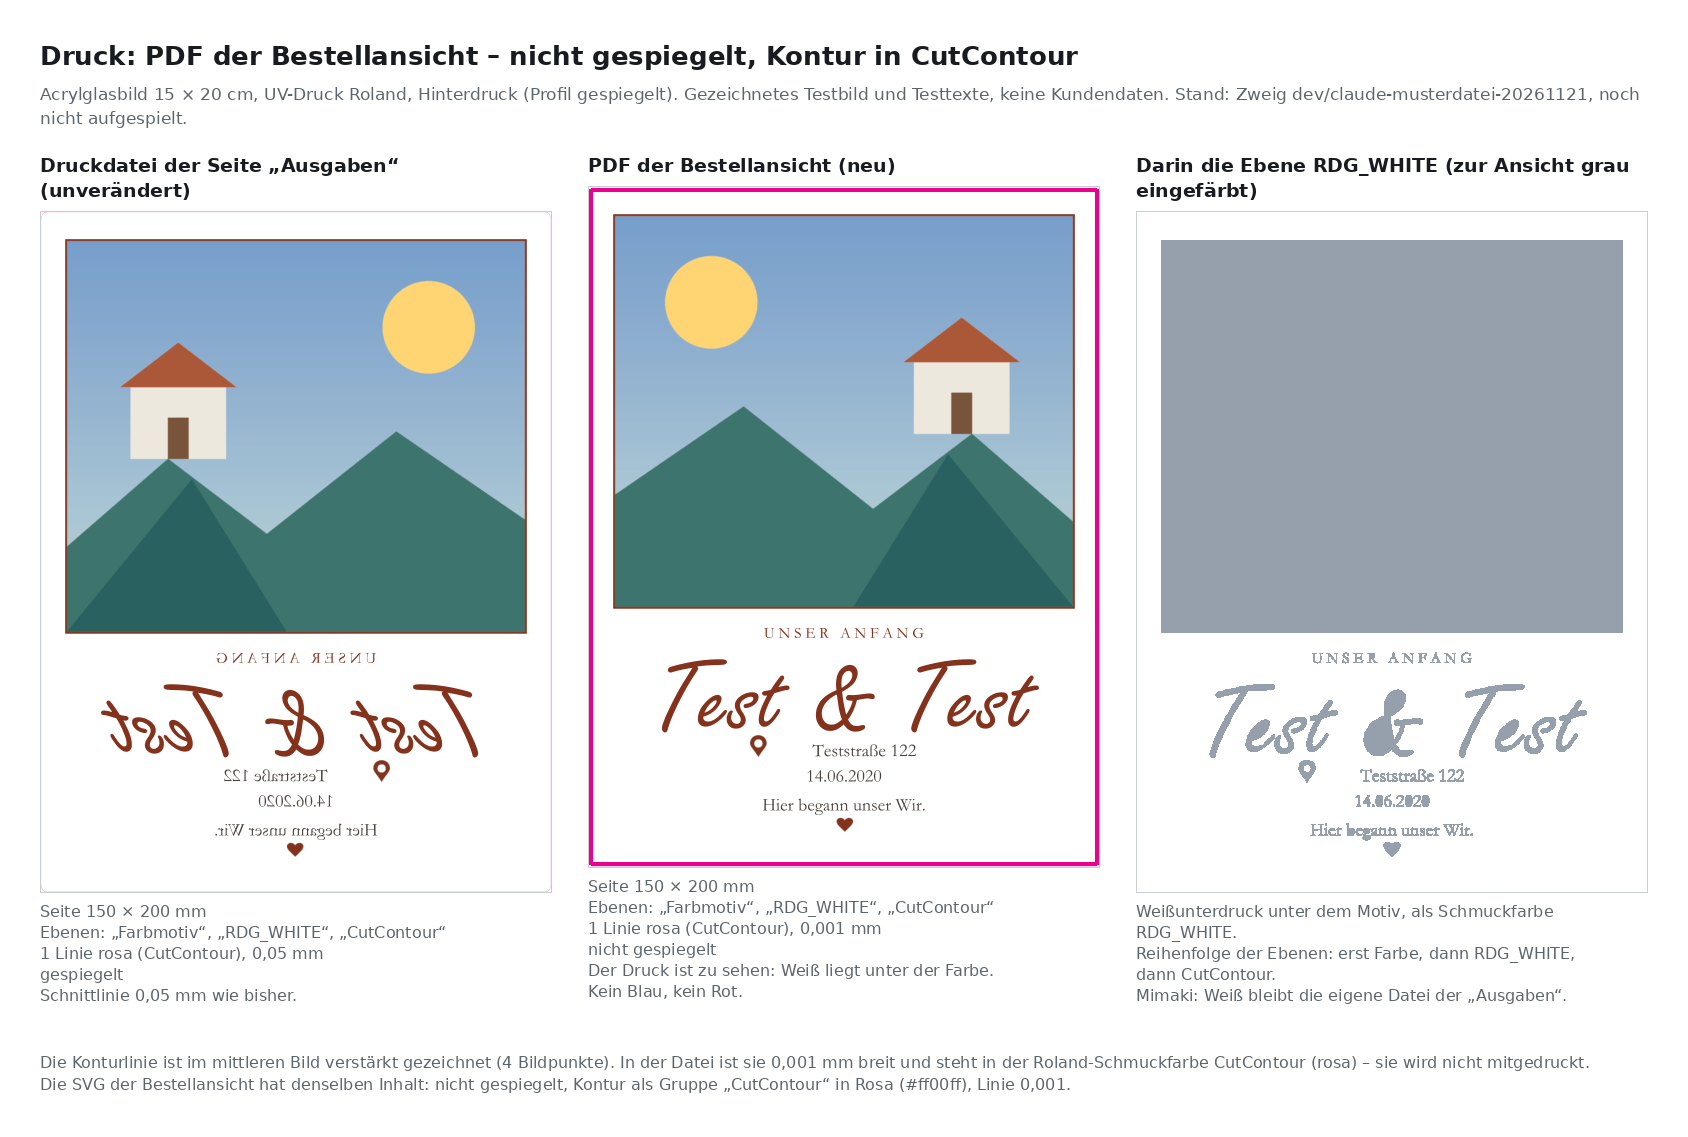 Druck: PDF der Bestellansicht – nicht gespiegelt, Kontur in CutContour
Acrylglasbild 15 × 20 cm, UV-Druck Roland, Hinterdruck (Profil gespiegelt). Gezeichnetes Testbild und Testtexte, keine Kundendaten. Stand: Zweig dev/claude-musterdatei-20261121, noch
nicht aufgespielt.
Druckdatei der Seite „Ausgaben“
(unverändert)
UNSER ANFANG
Test & Test
Teststraße 122
14.06.2020
Hier begann unser Wir.
Seite 150 × 200 mm
Ebenen: „Farbmotiv“, „RDG_WHITE“, „CutContour“
1 Linie rosa (CutContour), 0,05 mm
gespiegelt
Schnittlinie 0,05 mm wie bisher.
PDF der Bestellansicht (neu)
UNSER ANFANG
Test & Test
Teststraße 122
14.06.2020
Hier begann unser Wir.
Seite 150 × 200 mm
Ebenen: „Farbmotiv“, „RDG_WHITE“, „CutContour“
1 Linie rosa (CutContour), 0,001 mm
nicht gespiegelt
Der Druck ist zu sehen: Weiß liegt unter der Farbe.
Kein Blau, kein Rot.
Darin die Ebene RDG_WHITE (zur Ansicht grau
eingefärbt)
UNSER ANFANG
Test & Test
Teststraße 122
14.06.2020
Hier begann unser Wir.
Weißunterdruck unter dem Motiv, als Schmuckfarbe
RDG_WHITE.
Reihenfolge der Ebenen: erst Farbe, dann RDG_WHITE,
dann CutContour.
Mimaki: Weiß bleibt die eigene Datei der „Ausgaben“.
Die Konturlinie ist im mittleren Bild verstärkt gezeichnet (4 Bildpunkte). In der Datei ist sie 0,001 mm breit und steht in der Roland-Schmuckfarbe CutContour (rosa) – sie wird nicht mitgedruckt.
Die SVG der Bestellansicht hat denselben Inhalt: nicht gespiegelt, Kontur als Gruppe „CutContour“ in Rosa (#ff00ff), Linie 0,001.